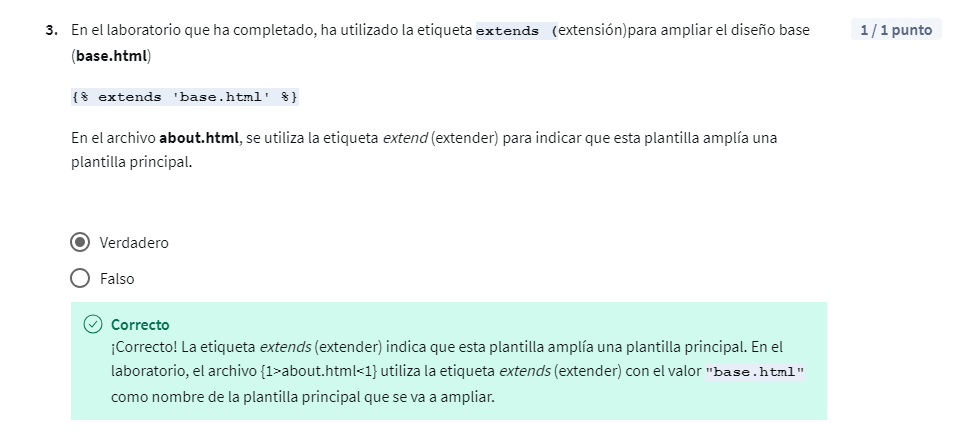 3. En el laboratorio que ha completado, ha utilizado la etiqueta extends (extensión)para ampliar el diseño base
1 / 1 punto
(base.html)
{% extends 'base.html' %}
En el archivo about.html, se utiliza la etiqueta extend (extender) para indicar que esta plantilla amplía una
plantilla principal.
Verdadero
Falso
Correcto
¡Correcto! La etiqueta extends (extender) indica que esta plantilla amplía una plantilla principal. En el
laboratorio, el archivo {1>about.html<1} utiliza la etiqueta extends (extender) con el valor "base.html"
como nombre de la plantilla principal que se va a ampliar.